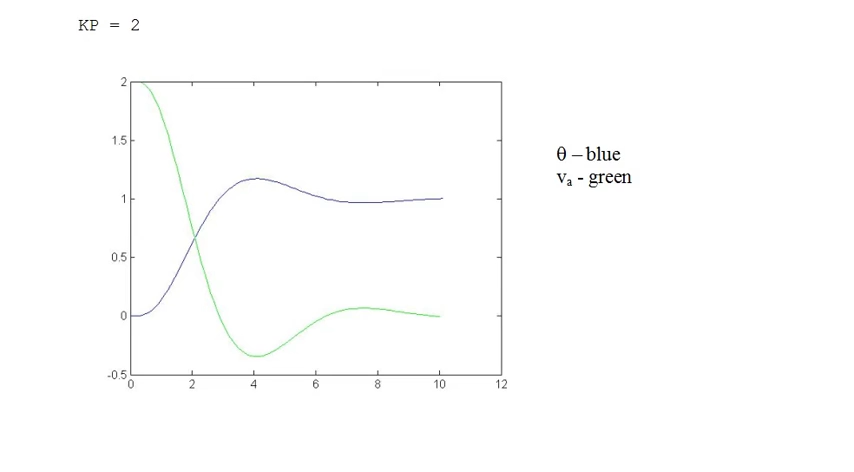 KP = 2
2
1.5
1
0.5
0
-0.5
0 2 4 6 8 10 12
θ – blue
vₐ - green